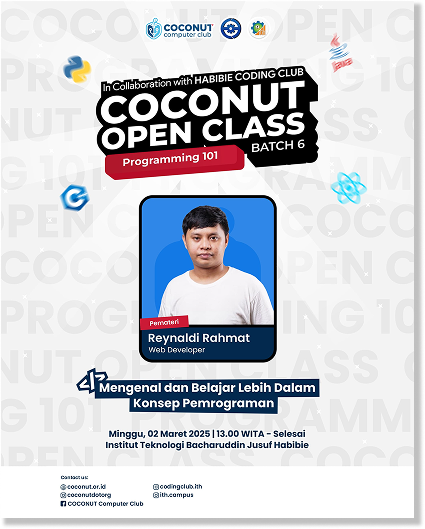 COCONUT
computer club
In Collaboration with HABIBIE CODING CLUB
COCONUT
OPEN CLASS
BATCH 6
Programming 101
Pemateri
Reynaldi Rahmat
Web Developer
</>
Mengenal dan Belajar Lebih Dalam
Konsep Pemrograman
Minggu, 02 Maret 2025 | 13.00 WITA - Selesai
Institut Teknologi Bacharuddin Jusuf Habibie
Contact us:
coconut.or.id
codingclub.ith
coconutdotorg
ith.campus
COCONUT Computer Club